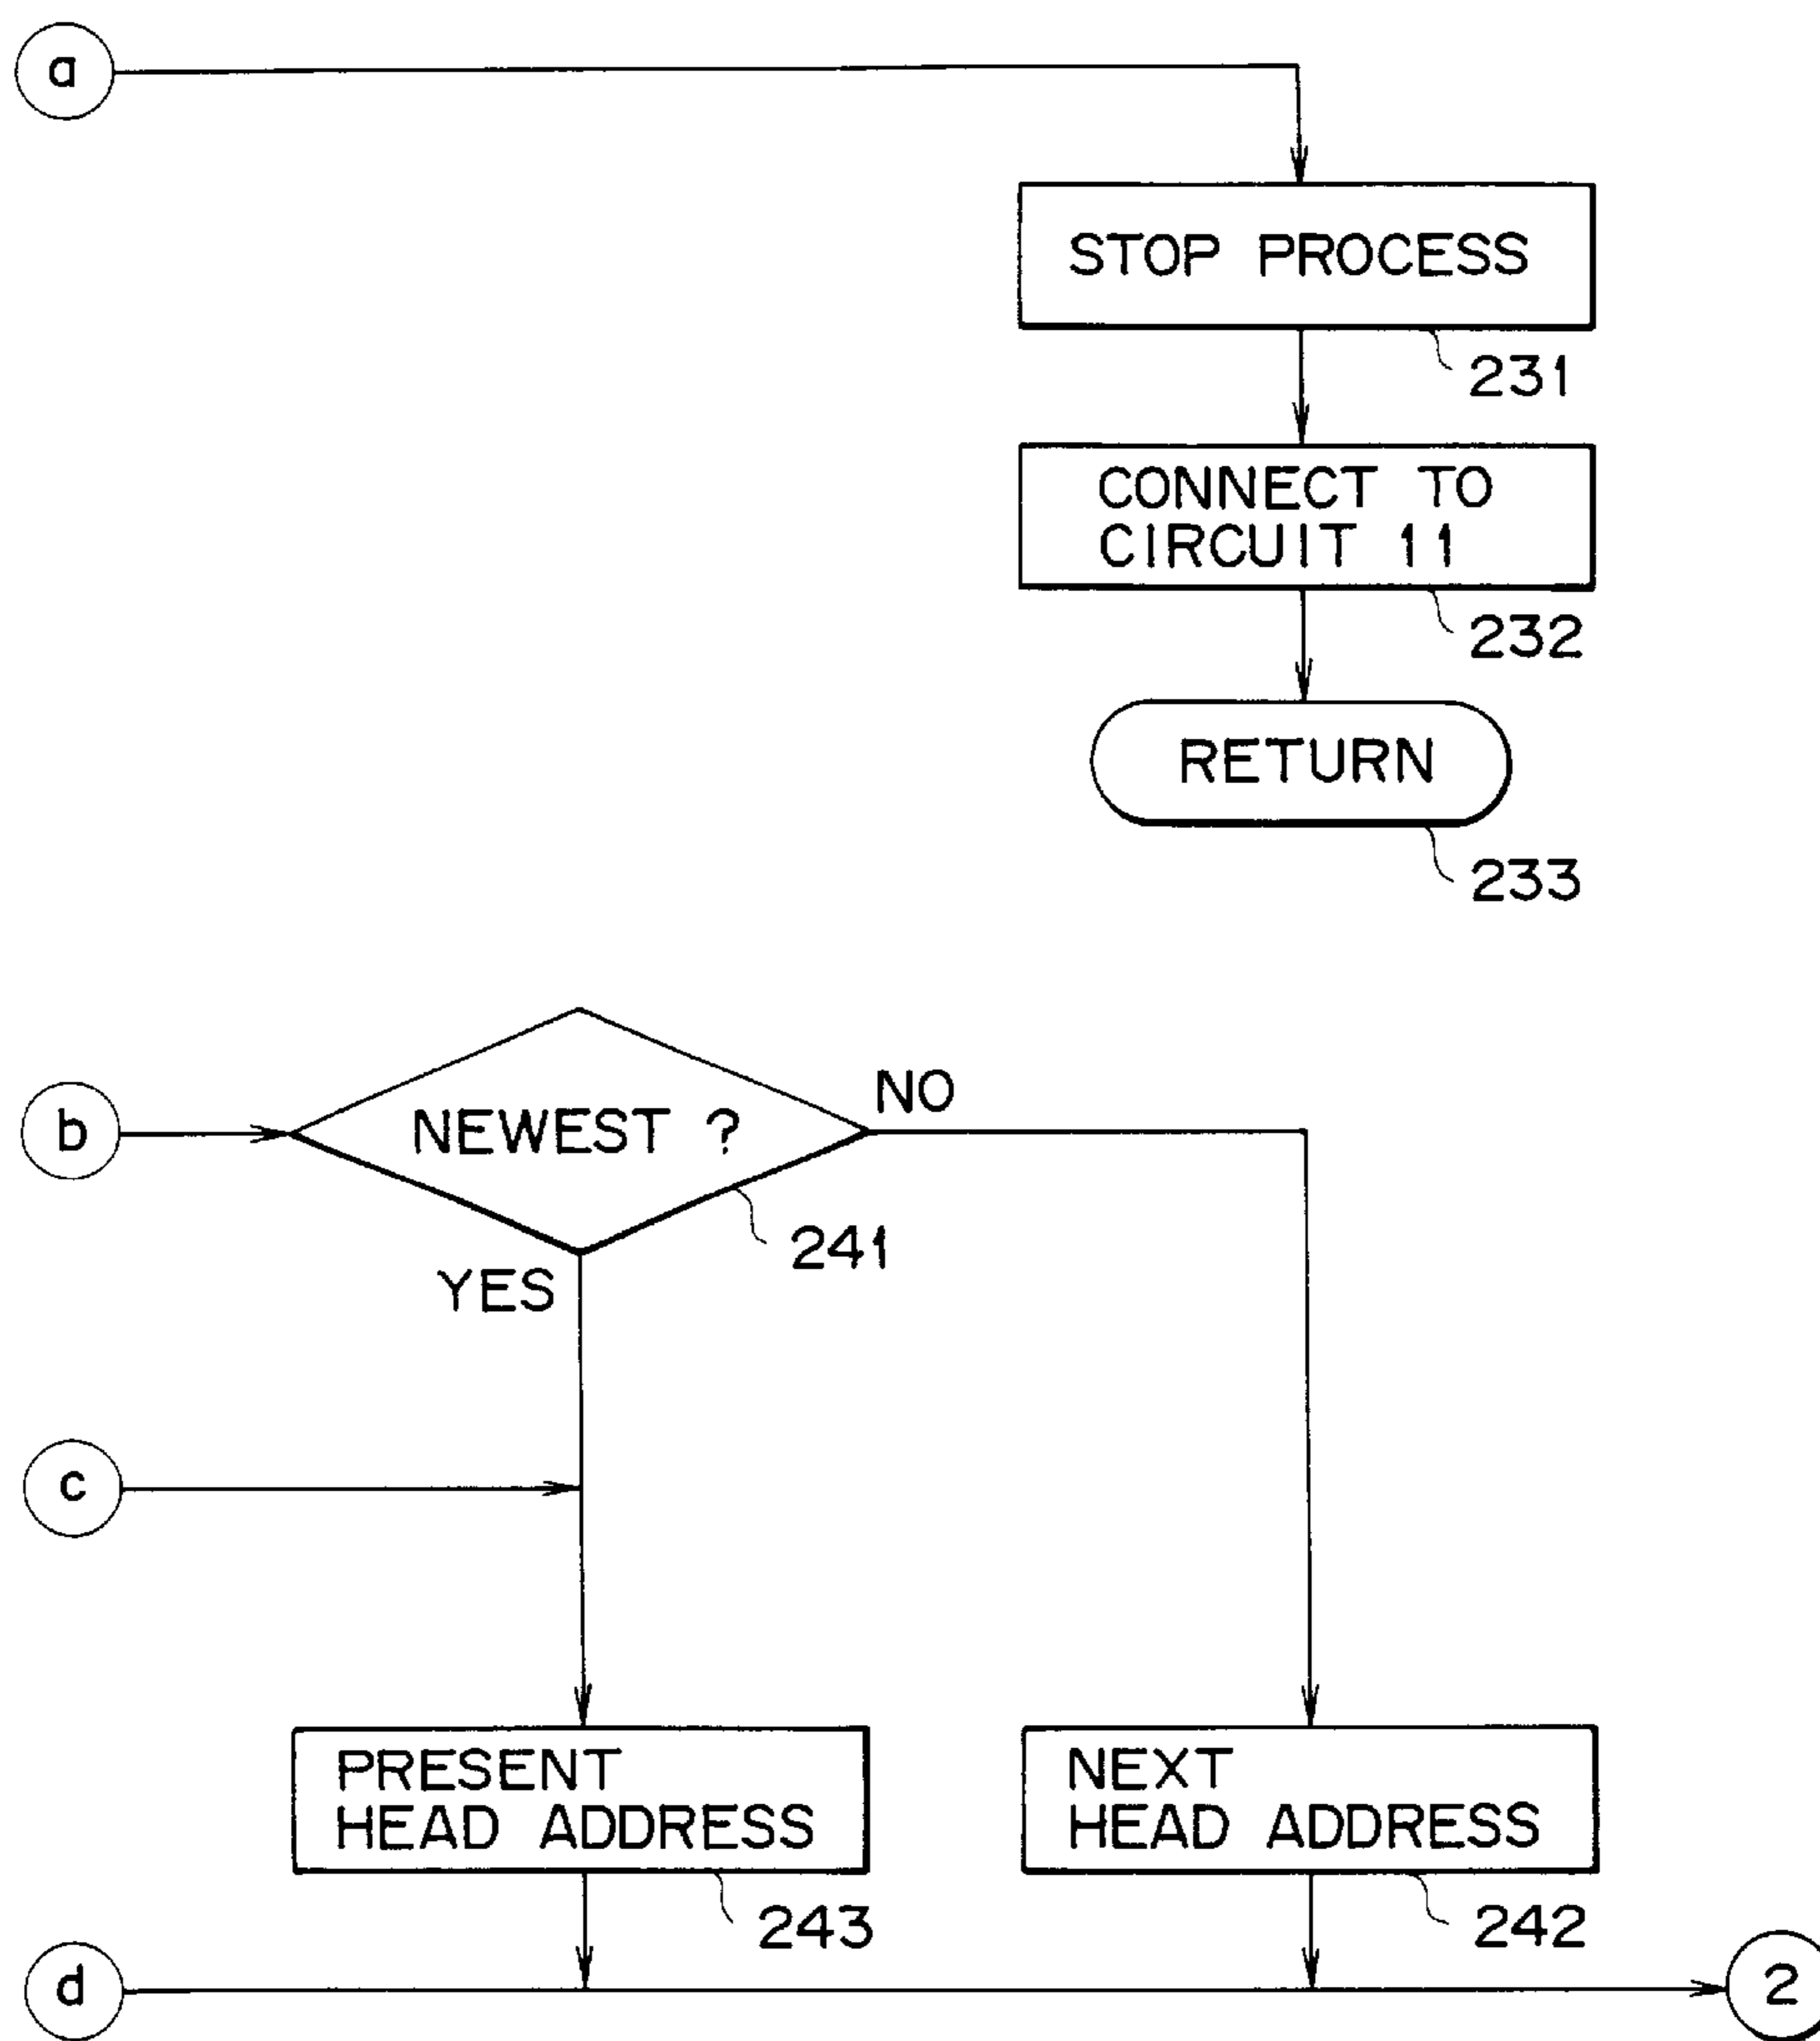 a
STOP PROCESS
231
CONNECT TO
CIRCUIT 11
232
RETURN
233
b
NEWEST ?
NO
241
YES
c
PRESENT
HEAD ADDRESS
243
NEXT
HEAD ADDRESS
242
d
2